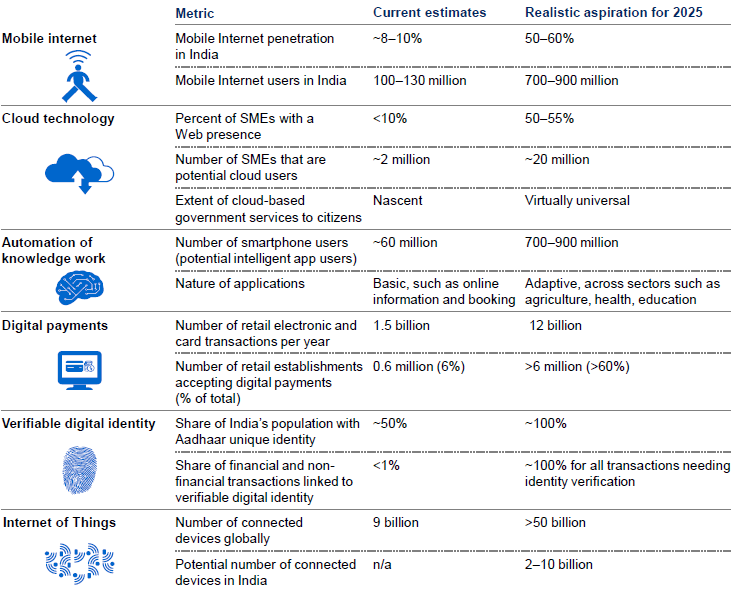 Metric Current estimates Realistic aspiration for 2025
Mobile internet Mobile Internet penetration ~8–10% 50–60%
in India
Mobile Internet users in India 100–130 million 700–900 million
Cloud technology Percent of SMEs with a <10% 50–55%
Web presence
Number of SMEs that are ~2 million ~20 million
potential cloud users
Extent of cloud-based Nascent Virtually universal
government services to citizens
Automation of Number of smartphone users ~60 million 700–900 million
knowledge work (potential intelligent app users)
Nature of applications Basic, such as online Adaptive, across sectors such as
information and booking agriculture, health, education
Digital payments Number of retail electronic and 1.5 billion 12 billion
card transactions per year
Number of retail establishments 0.6 million (6%) >6 million (>60%)
accepting digital payments
(% of total)
Verifiable digital identity Share of India’s population with ~50% ~100%
Aadhaar unique identity
Share of financial and non- <1% ~100% for all transactions needing
financial transactions linked to identity verification
verifiable digital identity
Internet of Things Number of connected 9 billion >50 billion
devices globally
Potential number of connected n/a 2–10 billion
devices in India